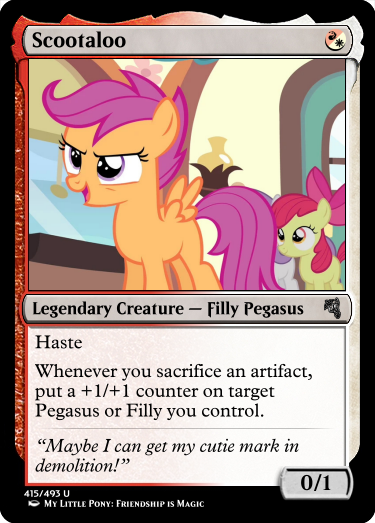 Scootaloo
Legendary Creature — Filly Pegasus
Haste
Whenever you sacrifice an artifact,
put a +1/+1 counter on target
Pegasus or Filly you control.
“Maybe I can get my cutie mark in
demolition!”
0/1
415/493 U
My Little Pony: Friendship is Magic